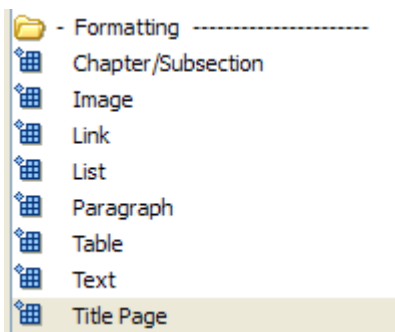 - Formatting ----------------------
Chapter/Subsection
Image
Link
List
Paragraph
Table
Text
Title Page